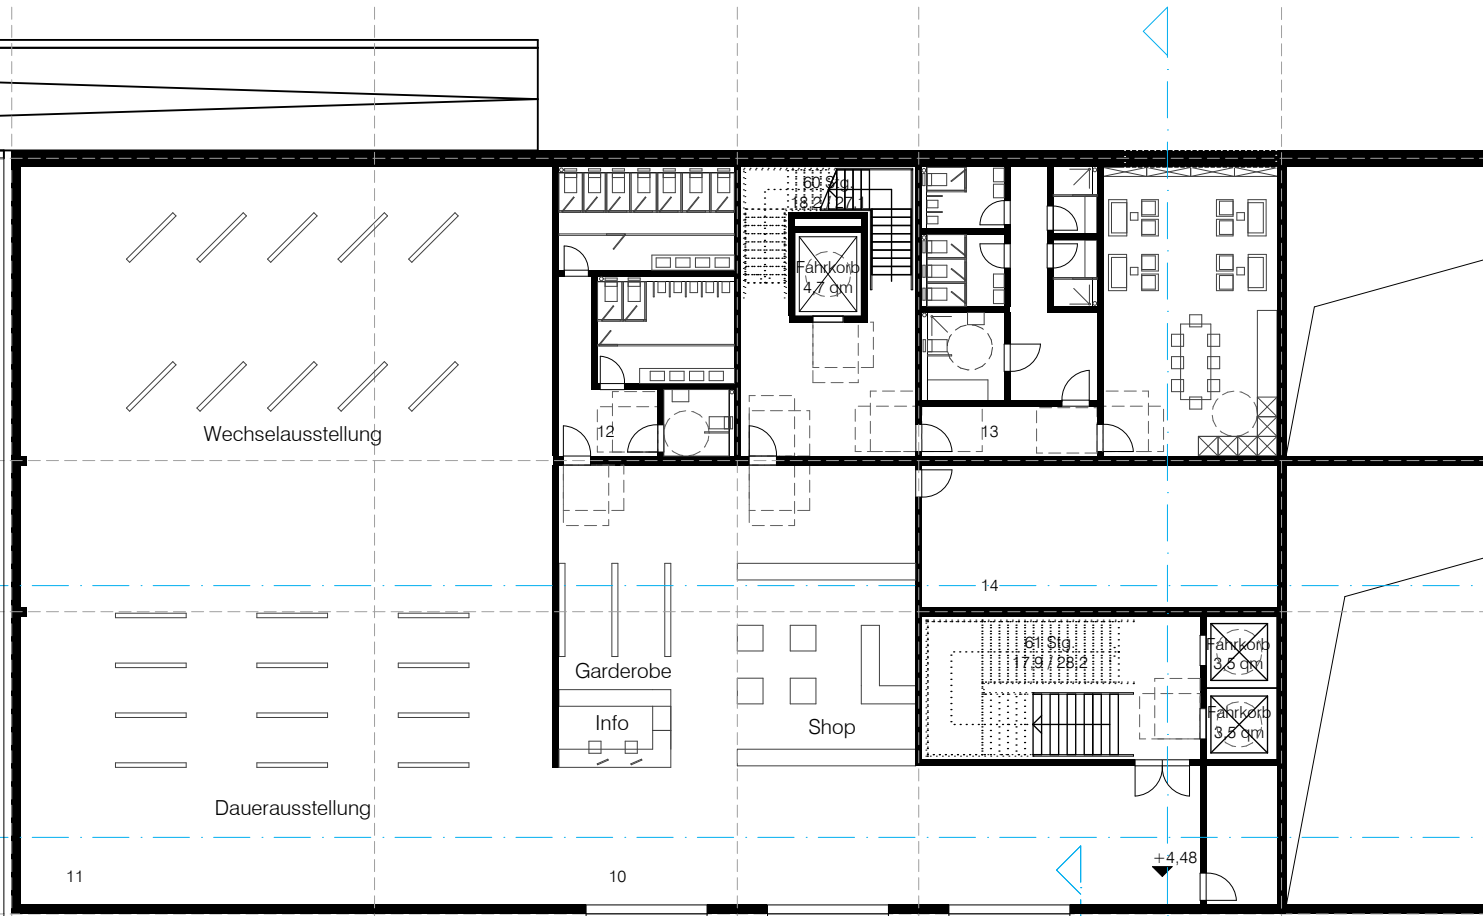 60 Stg.
18,2 / 27,1
Fahrkorb
4,7 qm
Wechselausstellung
12
13
14
61 Stg.
17,9 / 28,2
Fahrkorb
3,5 qm
Garderobe
Info
Shop
Fahrkorb
3,5 qm
Dauerausstellung
+4,48
11
10